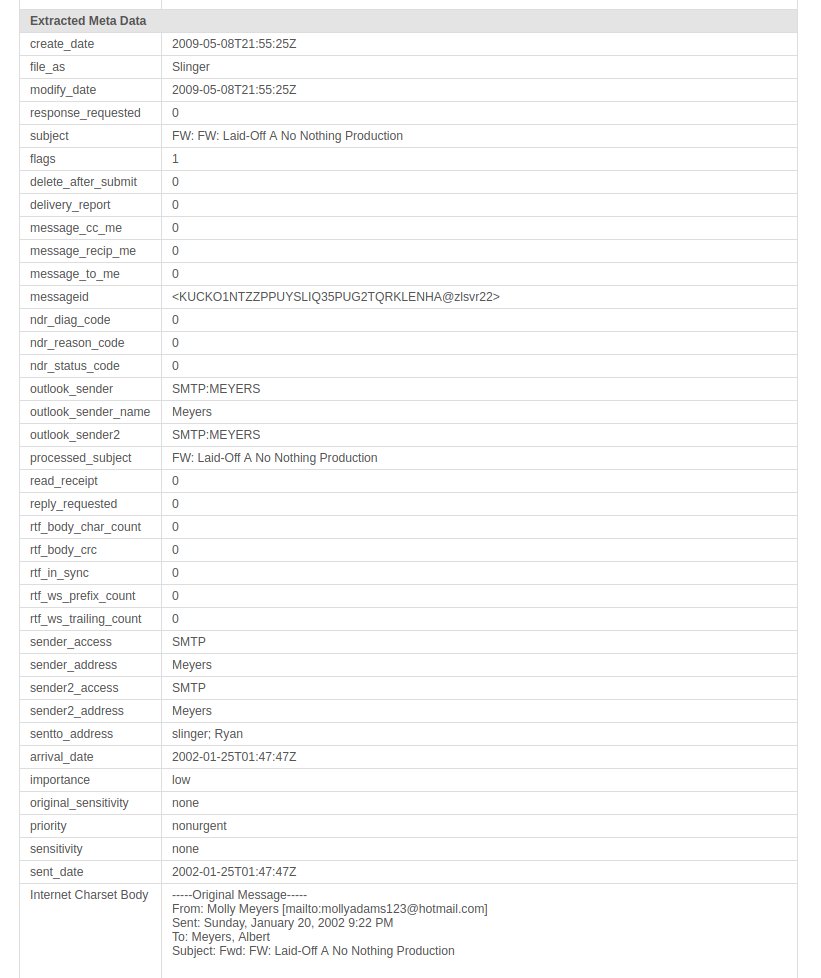 Extracted Meta Data
create_date 2009-05-08T21:55:25Z
file_as Slinger
modify_date 2009-05-08T21:55:25Z
response_requested 0
subject FW: FW: Laid-Off A No Nothing Production
flags 1
delete_after_submit 0
delivery_report 0
message_cc_me 0
message_recip_me 0
message_to_me 0
messageid <KUCKO1NTZZPPUYSLIQ35PUG2TQRKLENHA@zlsvr22>
ndr_diag_code 0
ndr_reason_code 0
ndr_status_code 0
outlook_sender SMTP:MEYERS
outlook_sender_name Meyers
outlook_sender2 SMTP:MEYERS
processed_subject FW: Laid-Off A No Nothing Production
read_receipt 0
reply_requested 0
rtf_body_char_count 0
rtf_body_crc 0
rtf_in_sync 0
rtf_ws_prefix_count 0
rtf_ws_trailing_count 0
sender_access SMTP
sender_address Meyers
sender2_access SMTP
sender2_address Meyers
sentto_address slinger; Ryan
arrival_date 2002-01-25T01:47:47Z
importance low
original_sensitivity none
priority nonurgent
sensitivity none
sent_date 2002-01-25T01:47:47Z
Internet Charset Body -----Original Message-----
From: Molly Meyers [mailto:mollyadams123@hotmail.com]
Sent: Sunday, January 20, 2002 9:22 PM
To: Meyers, Albert
Subject: Fwd: FW: Laid-Off A No Nothing Production